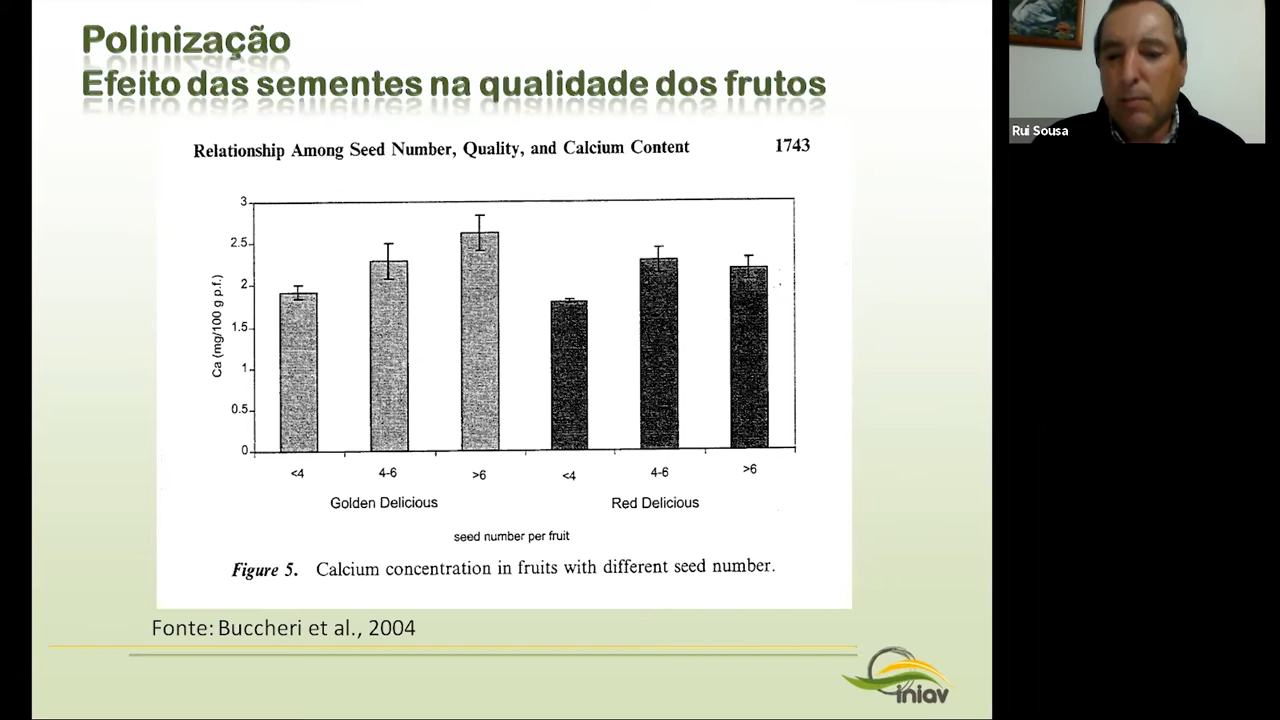 Polinização
Efeito das sementes na qualidade dos frutos
Relationship Among Seed Number, Quality, and Calcium Content 1743
3
2.5
2
1.5
1
0.5
0
Ca (mg/100 g p.f.)
<4 4-6 >6 <4 4-6 >6
Golden Delicious Red Delicious
seed number per fruit
Figure 5. Calcium concentration in fruits with different seed number.
Fonte: Buccheri et al., 2004
iniav
Rui Sousa